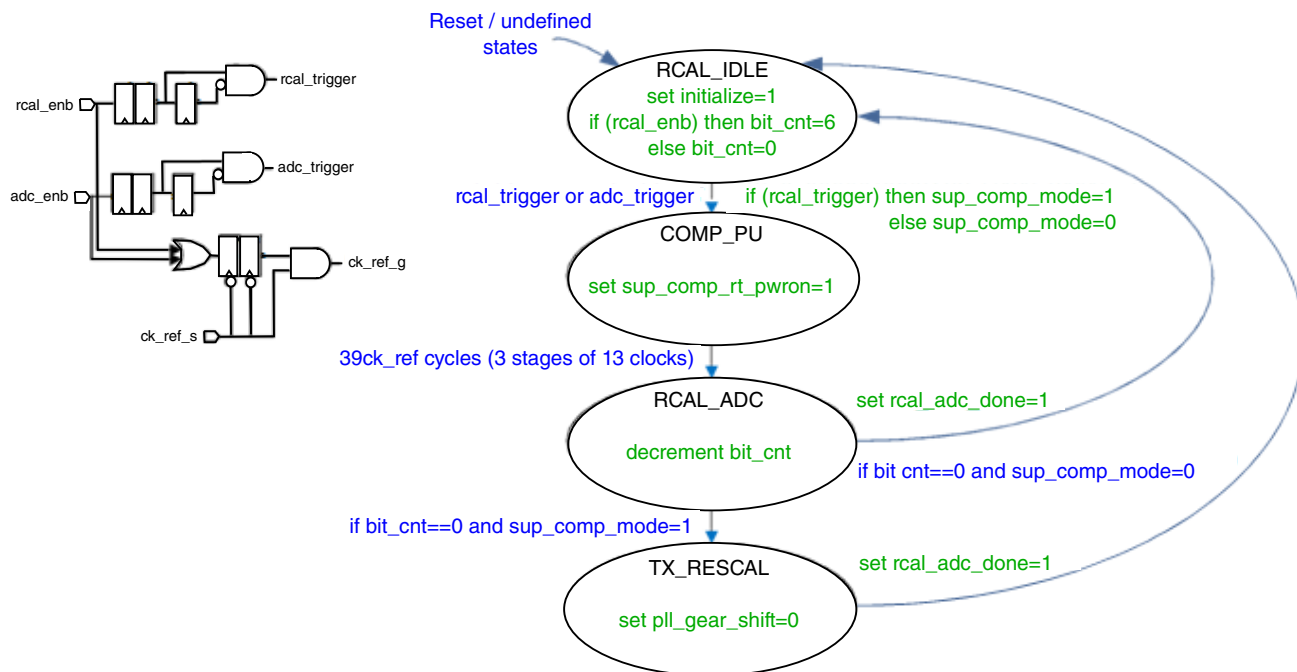 Reset / undefined
states
rcal_enb
rcal_trigger
adc_enb
adc_trigger
ck_ref_g
ck_ref_s
RCAL_IDLE
set initialize=1
if (rcal_enb) then bit_cnt=6
else bit_cnt=0
rcal_trigger or adc_trigger
if (rcal_trigger) then sup_comp_mode=1
else sup_comp_mode=0
COMP_PU
set sup_comp_rt_pwron=1
39ck_ref cycles (3 stages of 13 clocks)
RCAL_ADC
decrement bit_cnt
set rcal_adc_done=1
if bit cnt==0 and sup_comp_mode=0
if bit_cnt==0 and sup_comp_mode=1
TX_RESCAL
set pll_gear_shift=0
set rcal_adc_done=1